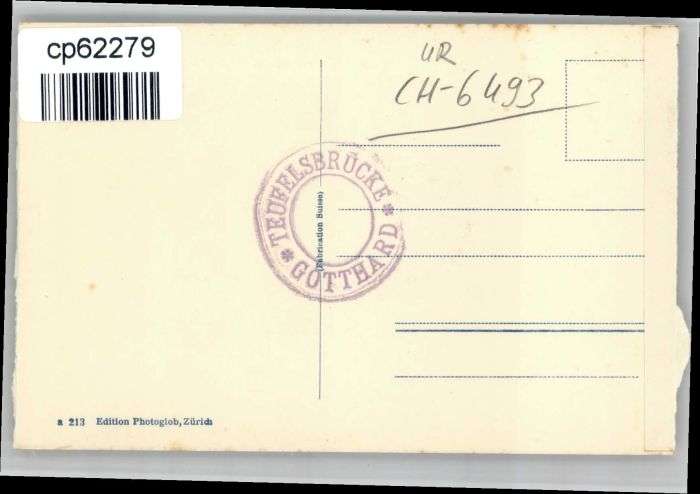 cp62279
UR
CH-6493
TEUFELSBRÜCKE
* GOTTHARD *
(Fabrication Suisse)
a 213 Edition Photoglob, Zürich